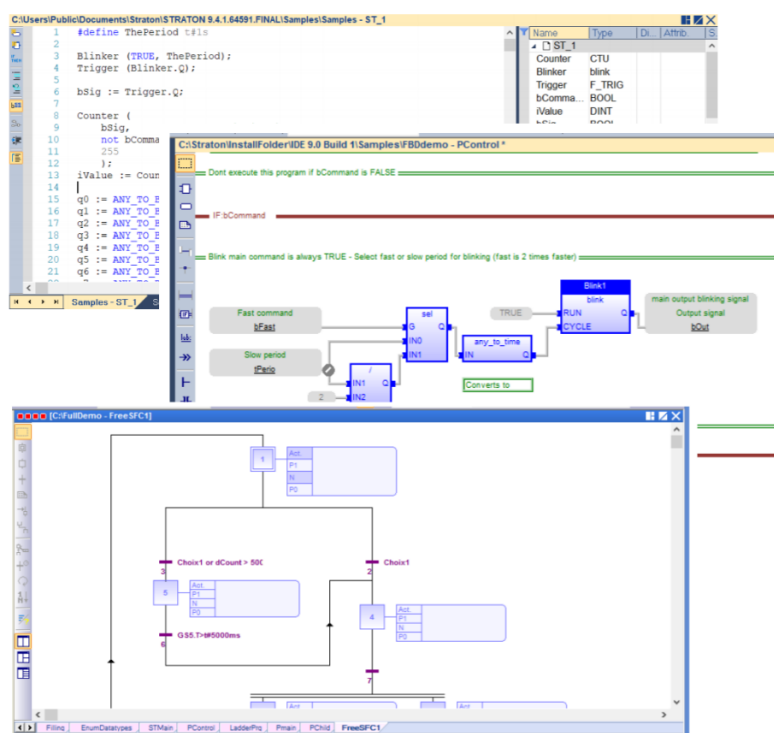 C:\Users\Public\Documents\Straton\STRATON 9.4.1.64591.FINAL\Samples\Samples - ST_1
1 #define ThePeriod t#1s
2
3 Blinker (TRUE, ThePeriod);
4 Trigger (Blinker.Q);
5
6 bSig := Trigger.Q;
7
8 Counter (
9 bSig,
10 not bComma
11 255
12 );
13 iValue := Coun
14
15 q0 := ANY_TO_B
16 q1 := ANY_TO_B
17 q2 := ANY_TO_B
18 q3 := ANY_TO_B
19 q4 := ANY_TO_B
20 q5 := ANY_TO_B
21 q6 := ANY_TO_B
Samples - ST_1
Name Type Di... Attrib. S
ST_1
Counter CTU
Blinker blink
Trigger F_TRIG
bComma... BOOL
iValue DINT
bSig BOOL
C:\Straton\InstallFolder\IDE 9.0 Build 1\Samples\FBDdemo - PControl *
Dont execute this program if bCommand is FALSE
IF:bCommand
Blink main command is always TRUE - Select fast or slow period for blinking (fast is 2 times faster)
Fast command
bFast
Slow period
tPerio
2
/
IN1 Q
IN2
sel
G Q
IN0
IN1
any_to_time
IN Q
Converts to
TRUE
Blink1
blink
RUN Q
CYCLE
main output blinking signal
Output signal
bOut
[C:\FullDemo - FreeSFC1]
1
Act.
P1
N
P0
Choix1 or dCount > 500
3
Choix1
2
5
Act.
P1
N
P0
4
Act.
P1
N
P0
GS5.T>t#5000ms
6
7
Act.
Act.
Filing EnumDatatypes STMain PControl LadderPrg Pmain PChild FreeSFC1